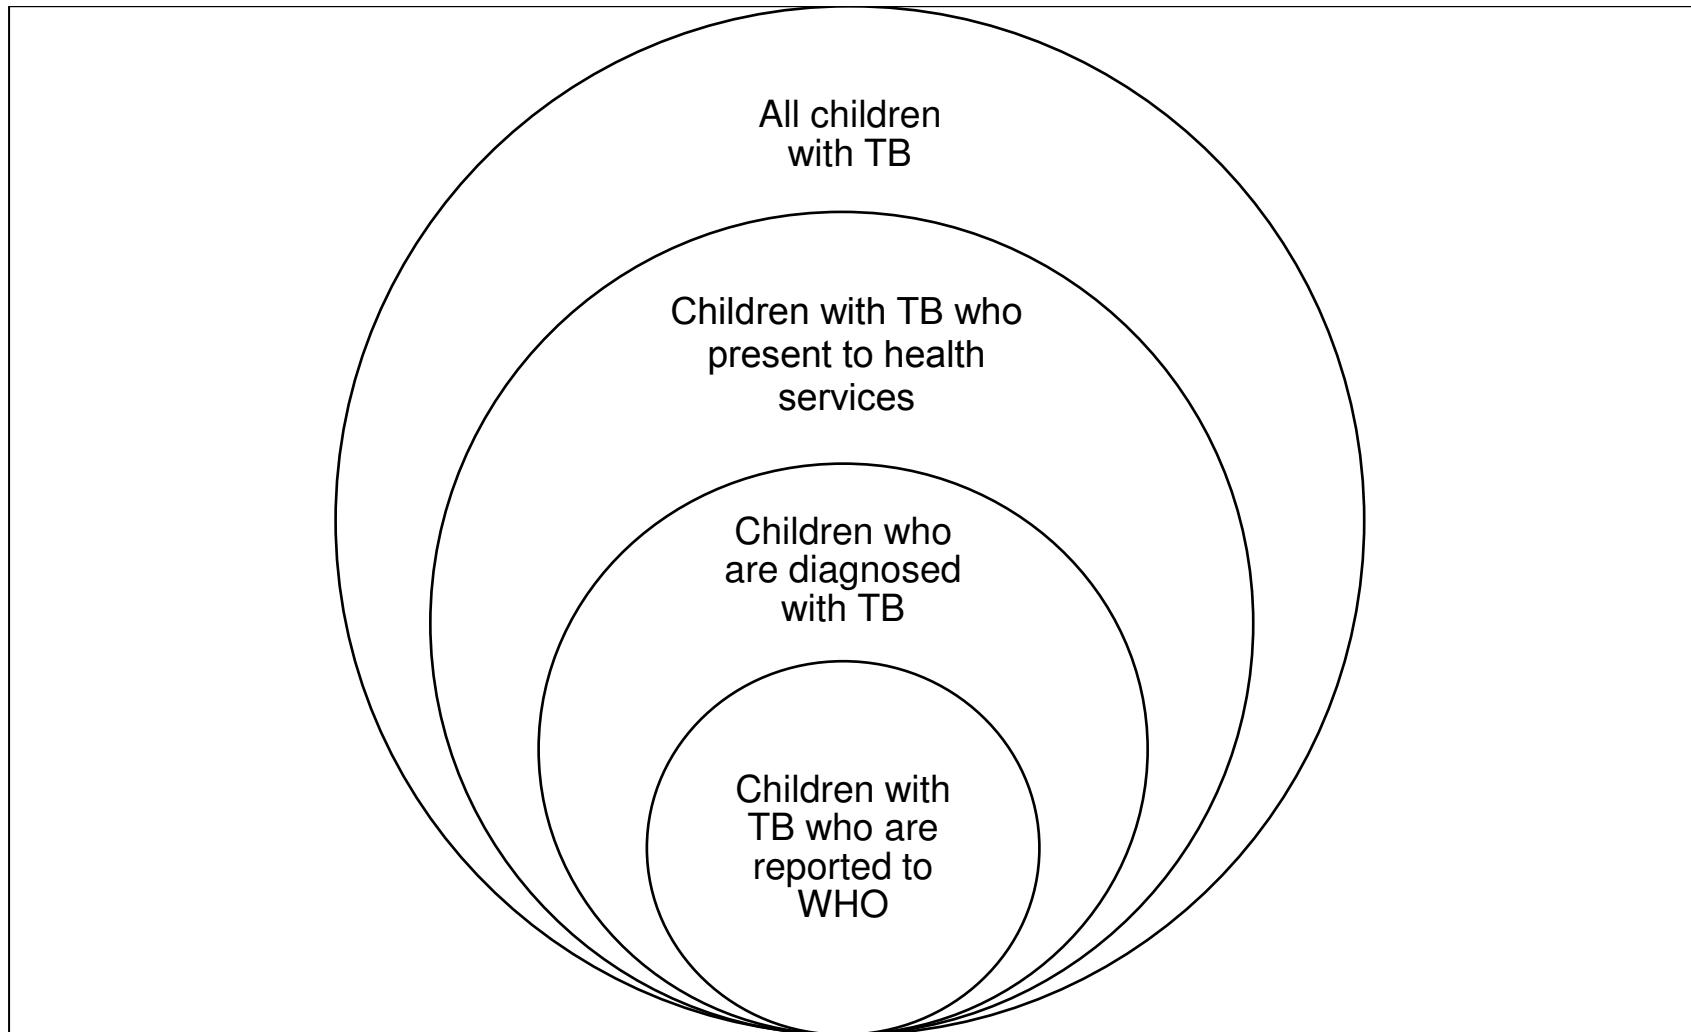 All children
with TB
Children with TB who
present to health
services
Children who
are diagnosed
with TB
Children with
TB who are
reported to
WHO